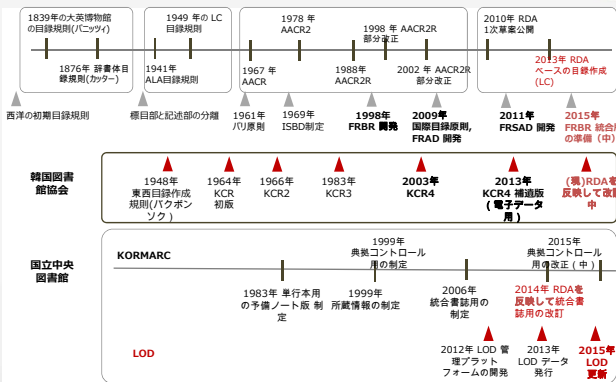 1839年の大英博物館
の目録規則(パニッツィ)
1949 年の LC
目録規則
1978 年
AACR2
1998 年 AACR2R
部分改正
2010年 RDA
1次草案公開
1876年 辞書体目
録規則(カッター)
1941年
ALA目録規則
1967 年
AACR
1988年
AACR2R
2002 年 AACR2R
部分改正
2013年 RDA
ベースの目録作成
(LC)
西洋の初期目録規則
標目部と記述部の分離
1961年
パリ原則
1969年
ISBD制定
1998年
FRBR 開発
2009年
国際目録原則,
FRAD 開発
2011年
FRSAD 開発
2015年
FRBR 統合版
の準備（中）
韓国図書
館協会
1948年
東西目録作成
規則(パクボン
ソク）
1964年
KCR
初版
1966年
KCR2
1983年
KCR3
2003年
KCR4
2013年
KCR4 補遺版
( 電子データ
用 )
(現)RDAを
反映して改訂
中
国立中央
図書館
KORMARC
1999年
典拠コントロール
用の制定
2015年
典拠コントロール
用の改正 ( 中 )
1983年 単行本用
の予備ノート版 制
定
1999年
所蔵情報の制定
2006年
統合書誌用の
制定
2014年 RDAを
反映して統合書
誌用の改訂
LOD
2012年 LOD 管
理プラット
フォームの開発
2013年
LOD データ
発行
2015年
LOD
更新